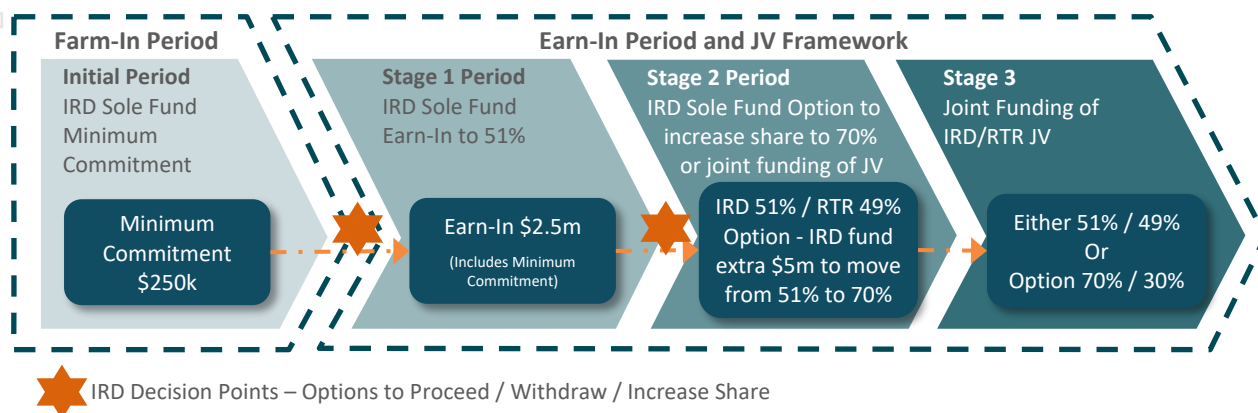 Farm-In Period
Earn-In Period and JV Framework
Initial Period
IRD Sole Fund
Minimum
Commitment
Minimum
Commitment
$250k
Stage 1 Period
IRD Sole Fund
Earn-In to 51%
Earn-In $2.5m
(Includes Minimum
Commitment)
Stage 2 Period
IRD Sole Fund Option to
increase share to 70%
or joint funding of JV
IRD 51% / RTR 49%
Option - IRD fund
extra $5m to move
from 51% to 70%
Stage 3
Joint Funding of
IRD/RTR JV
Either 51% / 49%
Or
Option 70% / 30%
IRD Decision Points – Options to Proceed / Withdraw / Increase Share